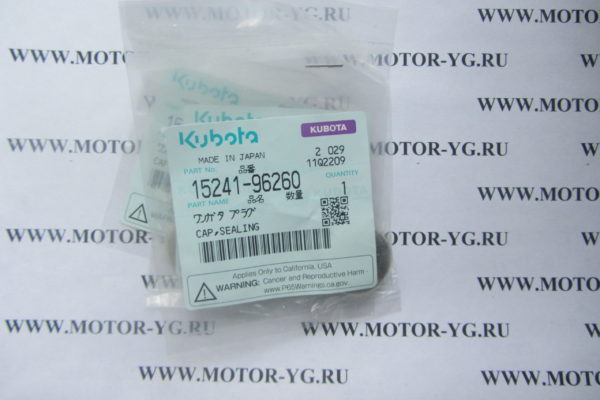 WWW.MOTOR-YG.RU WWW.MOTOR-YG.RU
WWW.MOTOR-YG.RU
WWW.MOTOR-YG.RU WWW.MOTOR-YG.RU
Kubota
Kubota KUBOTA
MADE IN JAPAN 2 029
PART No. 品番 11Q2209
15241-96260 QUANTITY
PART NAME 品名 数量 1
ワンガタ プラグ
CAP,SEALING
Applies Only to California, USA
WARNING: Cancer and Reproductive Harm
www.P65Warnings.ca.gov
WWW.MOTOR-YG.RU WWW.MOTOR-YG.RU
WWW.MOTOR-YG.RU